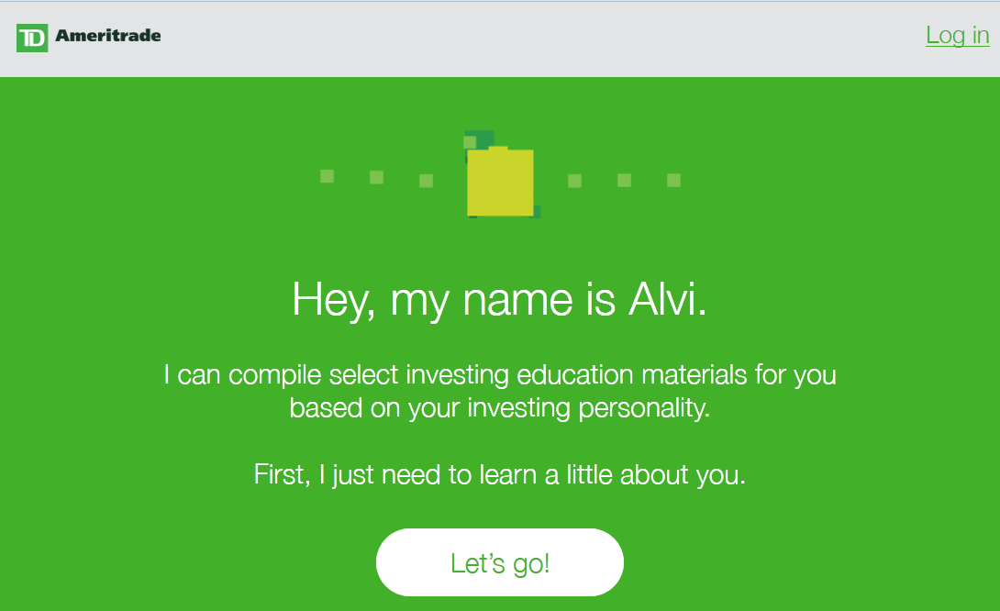 TD Ameritrade
Log in
Hey, my name is Alvi.
I can compile select investing education materials for you
based on your investing personality.
First, I just need to learn a little about you.
Let's go!